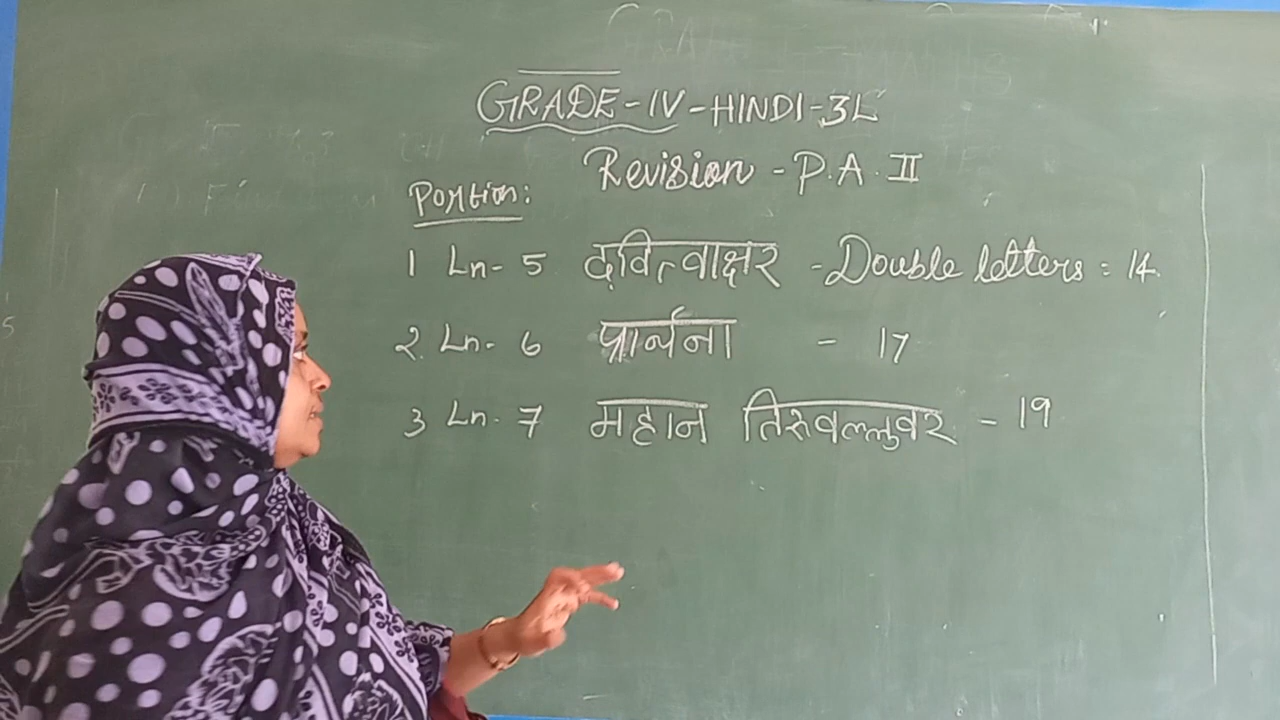 GRADE-IV-HINDI-3L
Revision - P.A. II
Portion:
1 Ln- 5 द्वित्वाक्षर - Double letters = 14.
2. Ln- 6 प्रार्थना - 17
3 Ln- 7 महान तिरुवल्लुवर - 19